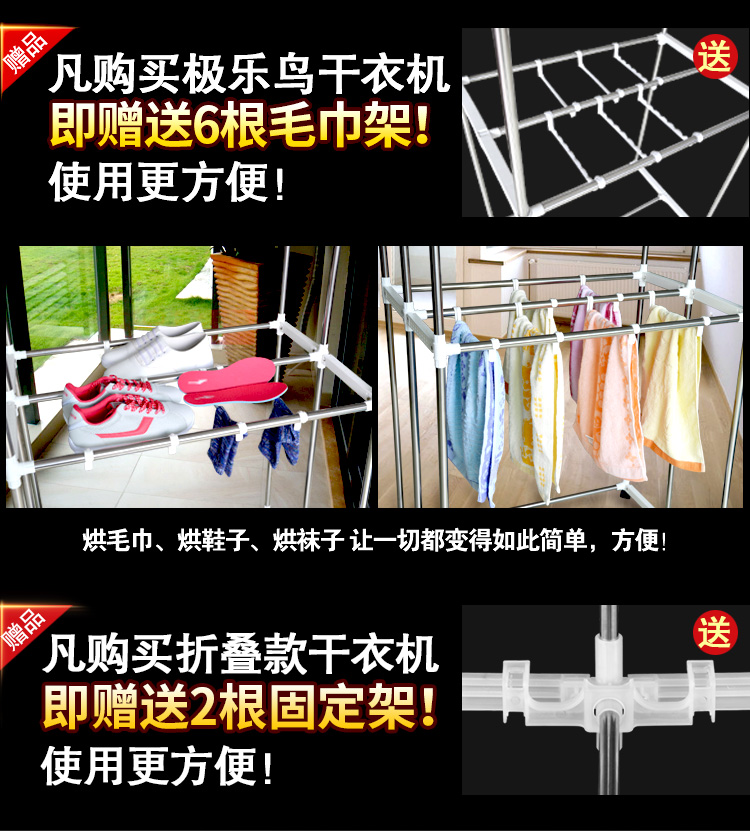 赠品
凡购买极乐鸟干衣机
即赠送6根毛巾架！
使用更方便！
送
烘毛巾、烘鞋子、烘袜子 让一切都变得如此简单，方便！
赠品
凡购买折叠款干衣机
即赠送2根固定架！
使用更方便！
送